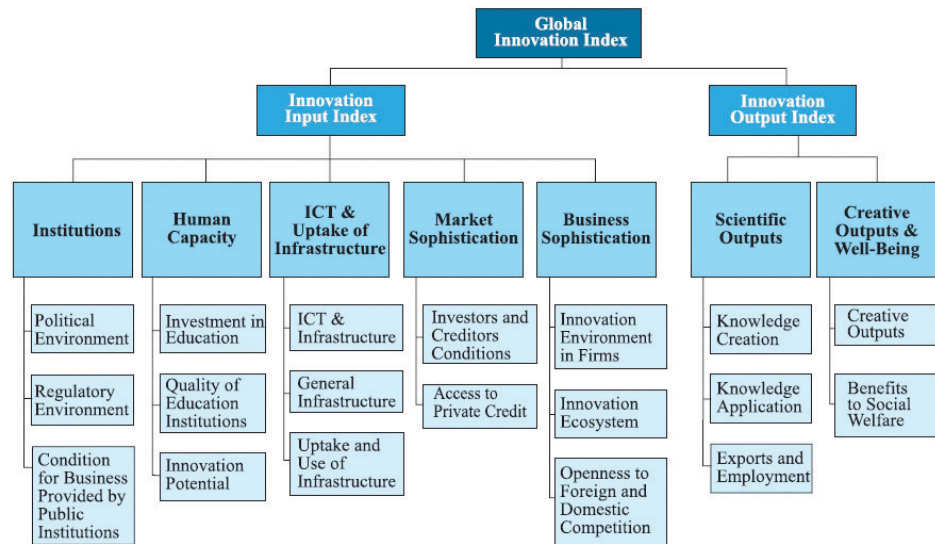 Global
Innovation Index
Innovation
Input Index
Innovation
Output Index
Institutions
Human
Capacity
ICT &
Uptake of
Infrastructure
Market
Sophistication
Business
Sophistication
Scientific
Outputs
Creative
Outputs &
Well-Being
Political
Environment
Regulatory
Environment
Condition
for Business
Provided by
Public
Institutions
Investment in
Education
Quality of
Education
Institutions
Innovation
Potential
ICT &
Infrastructure
General
Infrastructure
Uptake and
Use of
Infrastructure
Investors and
Creditors
Conditions
Access to
Private Credit
Innovation
Environment
in Firms
Innovation
Ecosystem
Openness to
Foreign and
Domestic
Competition
Knowledge
Creation
Knowledge
Application
Exports and
Employment
Creative
Outputs
Benefits
to Social
Welfare